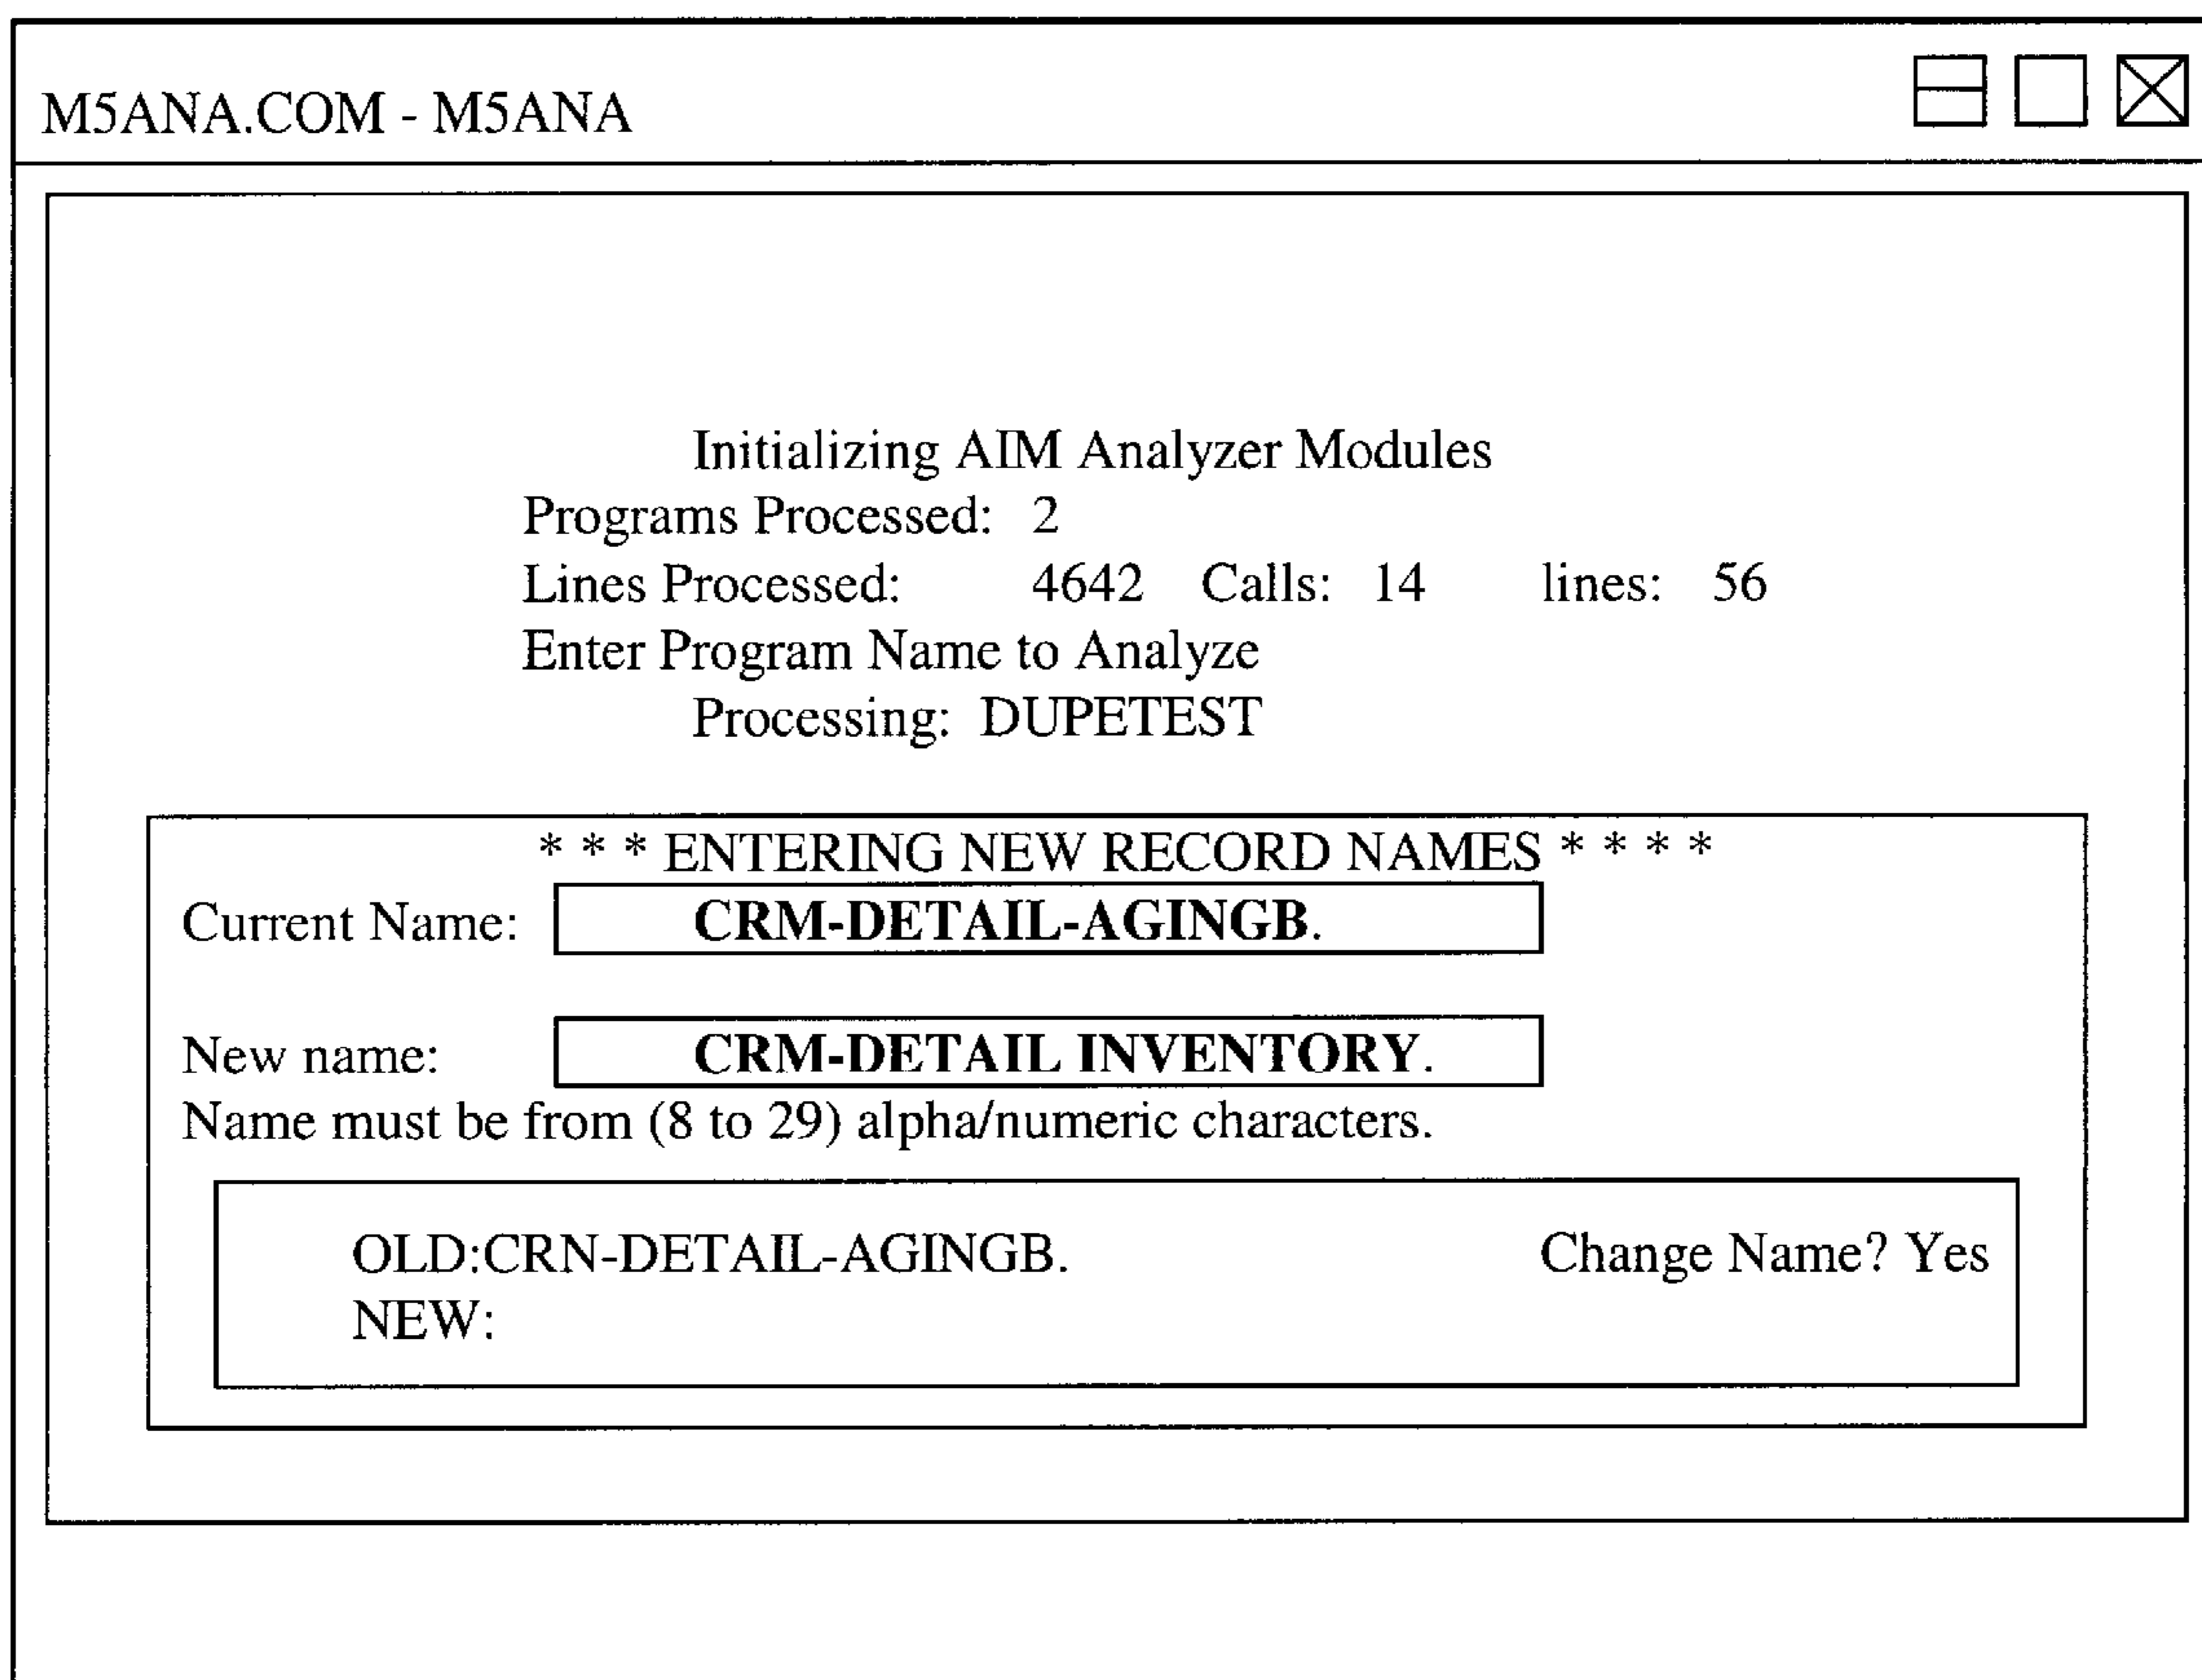 M5ANA.COM - M5ANA
Initializing AIM Analyzer Modules
Programs Processed: 2
Lines Processed: 4642 Calls: 14 lines: 56
Enter Program Name to Analyze
Processing: DUPETEST
* * * ENTERING NEW RECORD NAMES * * * *
Current Name: CRM-DETAIL-AGINGB.
New name: CRM-DETAIL INVENTORY.
Name must be from (8 to 29) alpha/numeric characters.
OLD:CRN-DETAIL-AGINGB. Change Name? Yes
NEW: